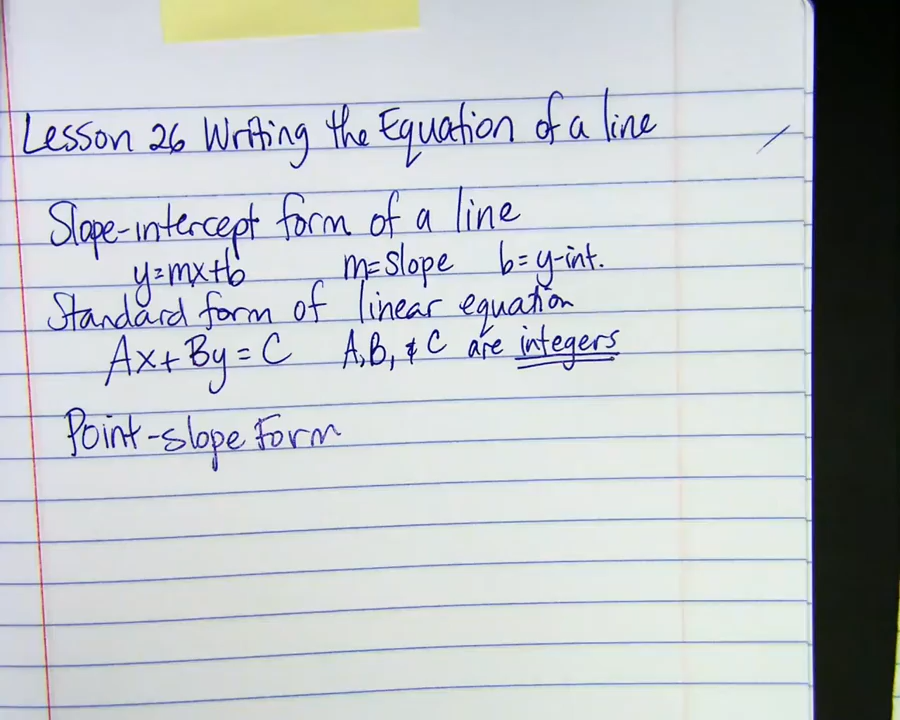 Lesson 26 Writing the Equation of a line
Slope-intercept form of a line
y=mx+b m=slope b=y-int.
Standard form of linear equation
Ax+By=C A,B, & C are integers
Point-slope Form